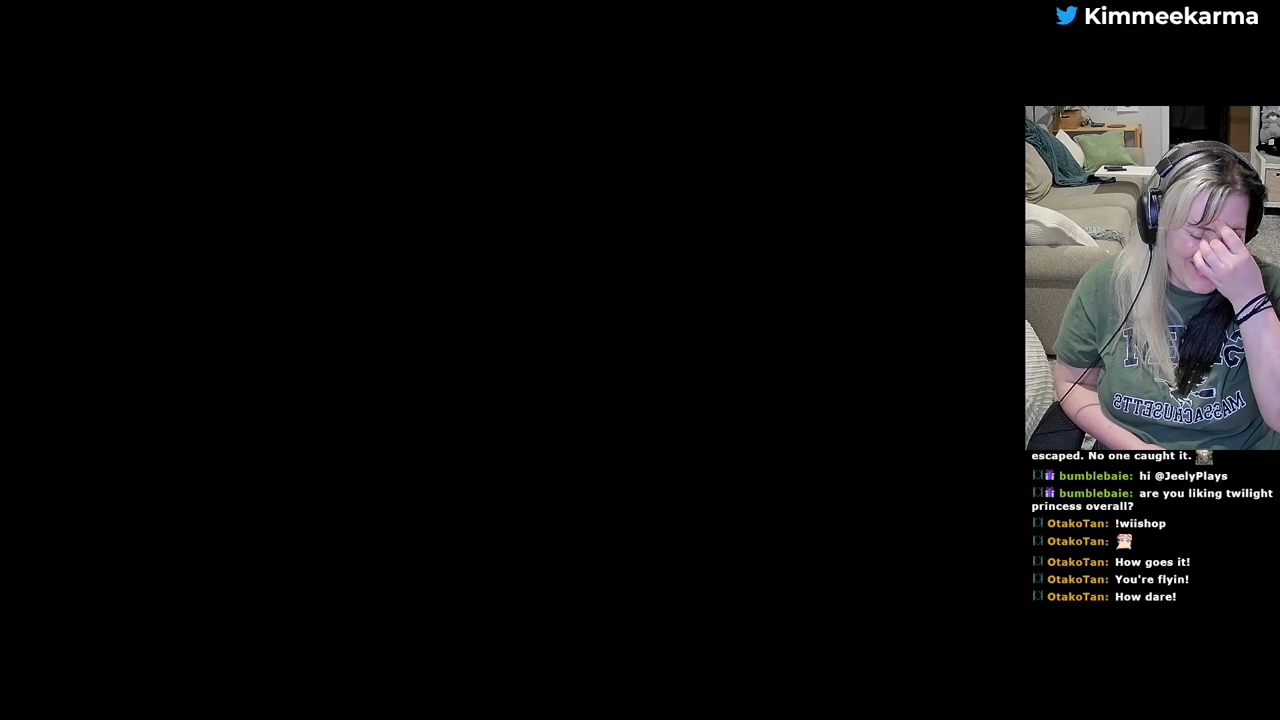 Kimmeekarma
SALEM
MASSACHUSETTS
escaped. No one caught it.
bumblebaie: hi @JeelyPlays
bumblebaie: are you liking twilight
princess overall?
OtakoTan: !wiishop
OtakoTan:
OtakoTan: How goes it!
OtakoTan: You're flyin!
OtakoTan: How dare!